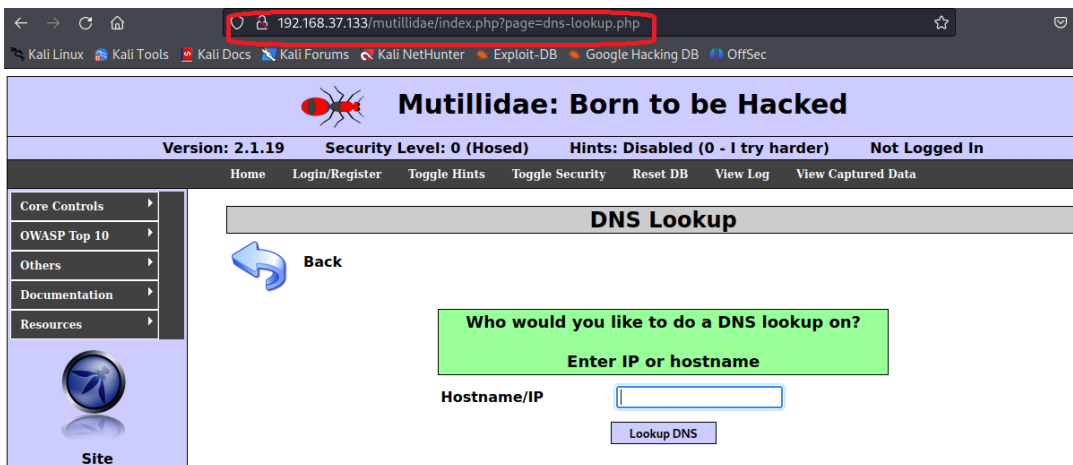 192.168.37.133/mutillidae/index.php?page=dns-lookup.php
Kali Linux Kali Tools Kali Docs Kali Forums Kali NetHunter Exploit-DB Google Hacking DB OffSec
Mutillidae: Born to be Hacked
Version: 2.1.19 Security Level: 0 (Hosed) Hints: Disabled (0 - I try harder) Not Logged In
Home Login/Register Toggle Hints Toggle Security Reset DB View Log View Captured Data
Core Controls
OWASP Top 10
Others
Documentation
Resources
Site
DNS Lookup
Back
Who would you like to do a DNS lookup on?
Enter IP or hostname
Hostname/IP
Lookup DNS